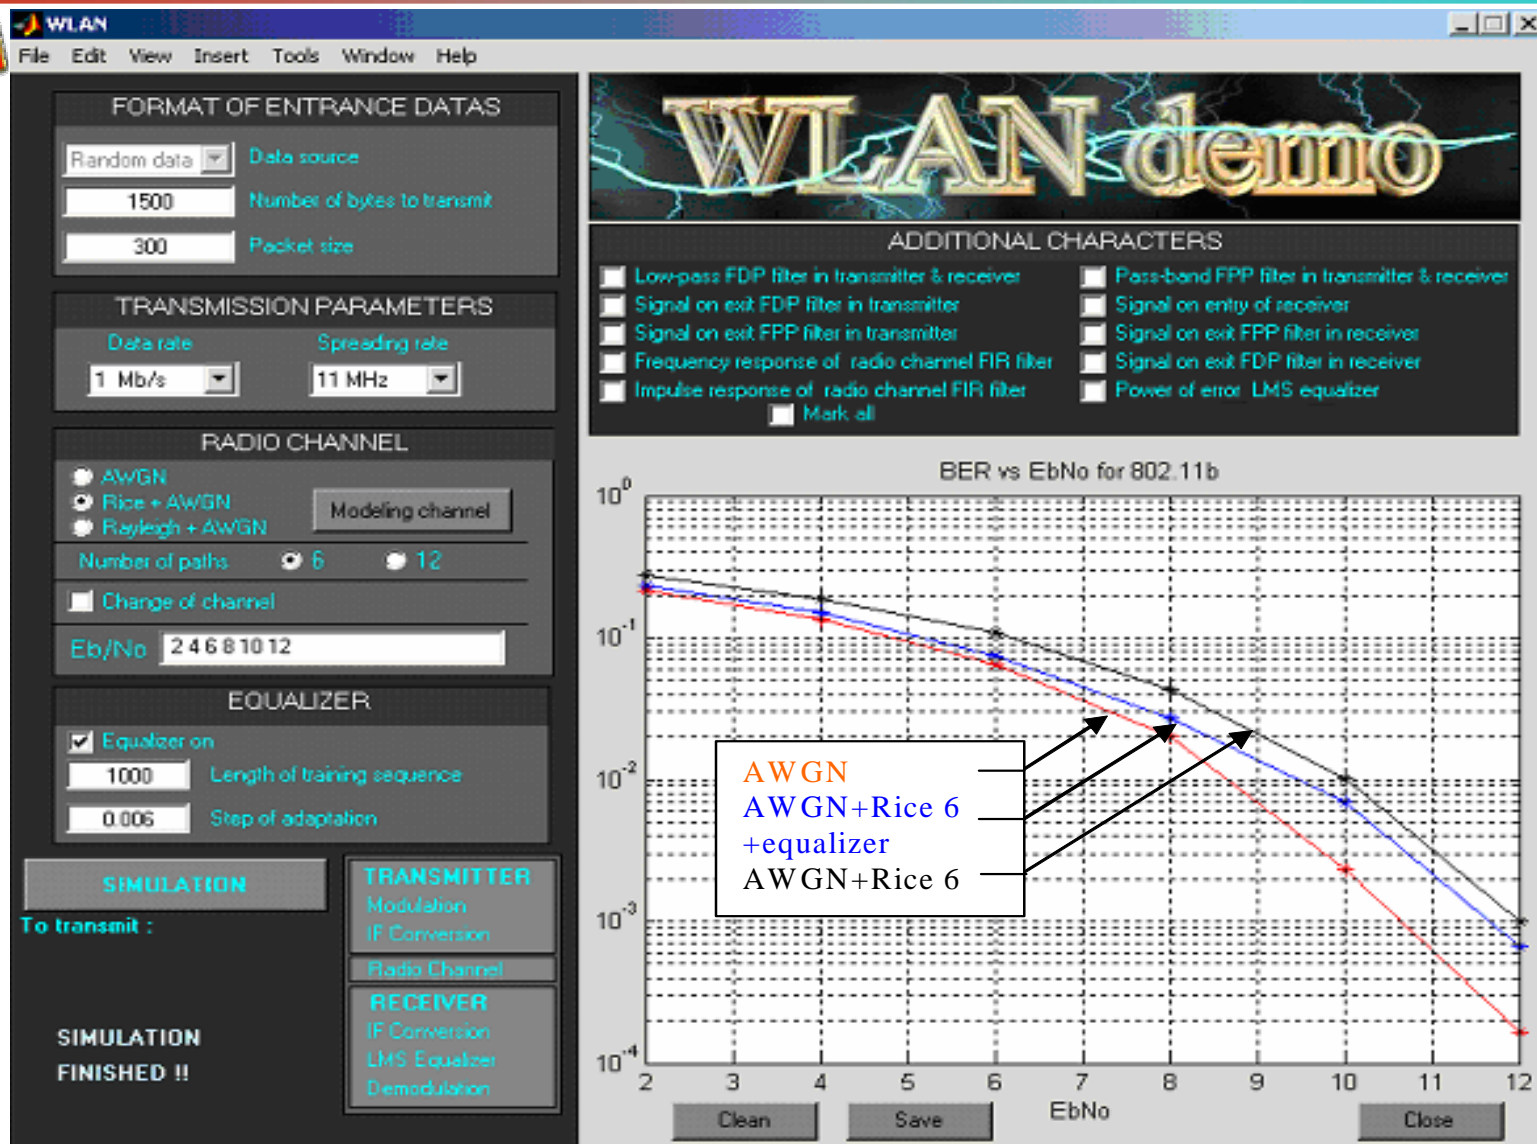 WLAN
File Edit View Insert Tools Window Help
FORMAT OF ENTRANCE DATAS
Random data Data source
1500 Number of bytes to transmit
300 Packet size
TRANSMISSION PARAMETERS
Data rate Spreading rate
1 Mb/s 11 MHz
RADIO CHANNEL
AWGN
Rice + AWGN
Rayleigh + AWGN
Modeling channel
Number of paths 6 12
Change of channel
Eb/No 2 4 6 8 10 12
EQUALIZER
Equalizer on
1000 Length of training sequence
0.006 Step of adaptation
SIMULATION
To transmit :
SIMULATION
FINISHED !!
TRANSMITTER
Modulation
IF Conversion
Radio Channel
RECEIVER
IF Conversion
LMS Equalizer
Demodulation
WLAN demo
ADDITIONAL CHARACTERS
Low-pass FDP filter in transmitter & receiver
Signal on exit FDP filter in transmitter
Signal on exit FPP filter in transmitter
Frequency response of radio channel FIR filter
Impulse response of radio channel FIR filter
Pass-band FPP filter in transmitter & receiver
Signal on entry of receiver
Signal on exit FPP filter in receiver
Signal on exit FDP filter in receiver
Power of error LMS equalizer
Mark all
BER vs EbNo for 802.11b
10^0
10^-1
10^-2
10^-3
10^-4
AWGN
AWGN+Rice 6
+equalizer
AWGN+Rice 6
2 3 4 5 6 7 8 9 10 11 12
EbNo
Clean Save Close